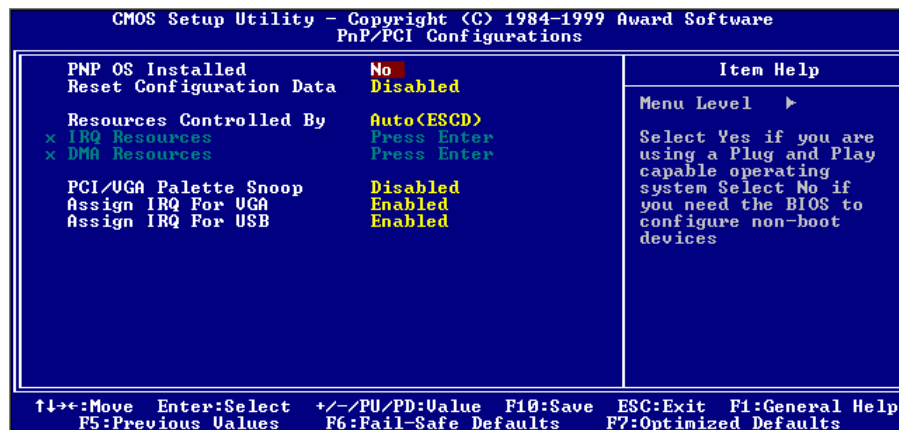 CMOS Setup Utility – Copyright (C) 1984–1999 Award Software
PnP/PCI Configurations
PNP OS Installed No
Reset Configuration Data Disabled
Resources Controlled By Auto(ESCD)
x IRQ Resources Press Enter
x DMA Resources Press Enter
PCI/VGA Palette Snoop Disabled
Assign IRQ For VGA Enabled
Assign IRQ For USB Enabled
Item Help
Menu Level ▶
Select Yes if you are
using a Plug and Play
capable operating
system Select No if
you need the BIOS to
configure non-boot
devices
↑↓→←:Move Enter:Select +/-/PU/PD:Value F10:Save ESC:Exit F1:General Help
F5:Previous Values F6:Fail-Safe Defaults F7:Optimized Defaults